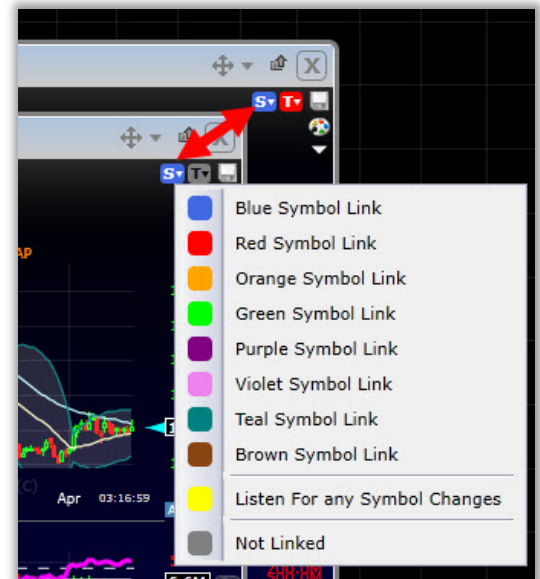 X
S T
X
S T
Blue Symbol Link
Red Symbol Link
AP
Orange Symbol Link
Green Symbol Link
Purple Symbol Link
Violet Symbol Link
Teal Symbol Link
Brown Symbol Link
(C)
Apr 03:16:59
Listen For any Symbol Changes
Not Linked